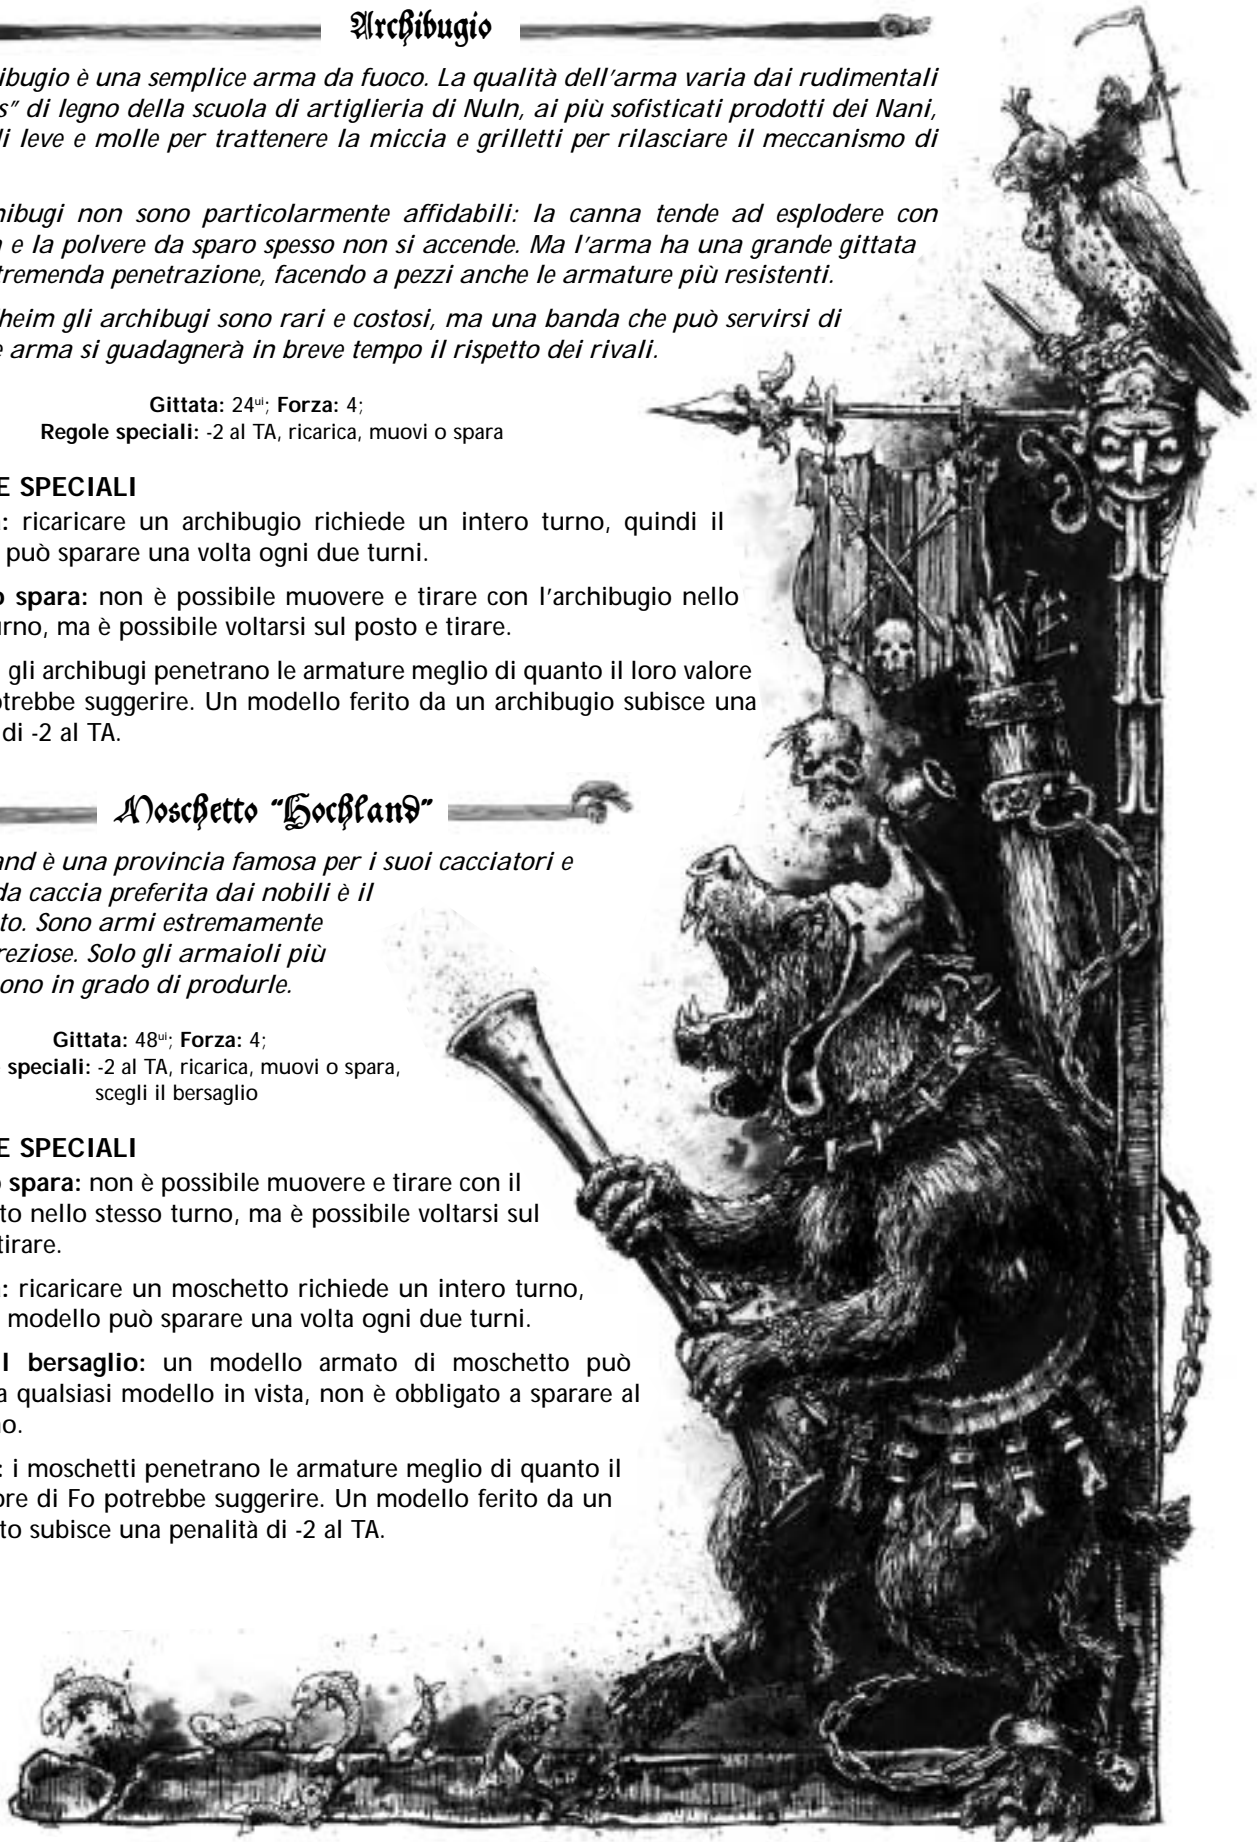 Archibugio
ibugio è una semplice arma da fuoco. La qualità dell'arma varia dai rudimentali
s" di legno della scuola di artiglieria di Nuln, ai più sofisticati prodotti dei Nani,
li leve e molle per trattenere la miccia e grilletti per rilasciare il meccanismo di
hibugi non sono particolarmente affidabili: la canna tende ad esplodere con
e la polvere da sparo spesso non si accende. Ma l'arma ha una grande gittata
tremenda penetrazione, facendo a pezzi anche le armature più resistenti.
heim gli archibugi sono rari e costosi, ma una banda che può servirsi di
e arma si guadagnerà in breve tempo il rispetto dei rivali.
Gittata: 24ui; Forza: 4;
Regole speciali: -2 al TA, ricarica, muovi o spara
E SPECIALI
: ricaricare un archibugio richiede un intero turno, quindi il
può sparare una volta ogni due turni.
o spara: non è possibile muovere e tirare con l'archibugio nello
urno, ma è possibile voltarsi sul posto e tirare.
gli archibugi penetrano le armature meglio di quanto il loro valore
otrebbe suggerire. Un modello ferito da un archibugio subisce una
di -2 al TA.
Moschetto "Hochland"
and è una provincia famosa per i suoi cacciatori e
da caccia preferita dai nobili è il
to. Sono armi estremamente
reziose. Solo gli armaioli più
ono in grado di produrle.
Gittata: 48ui; Forza: 4;
speciali: -2 al TA, ricarica, muovi o spara,
scegli il bersaglio
E SPECIALI
o spara: non è possibile muovere e tirare con il
to nello stesso turno, ma è possibile voltarsi sul
tirare.
: ricaricare un moschetto richiede un intero turno,
modello può sparare una volta ogni due turni.
l bersaglio: un modello armato di moschetto può
a qualsiasi modello in vista, non è obbligato a sparare al
o.
: i moschetti penetrano le armature meglio di quanto il
ore di Fo potrebbe suggerire. Un modello ferito da un
to subisce una penalità di -2 al TA.